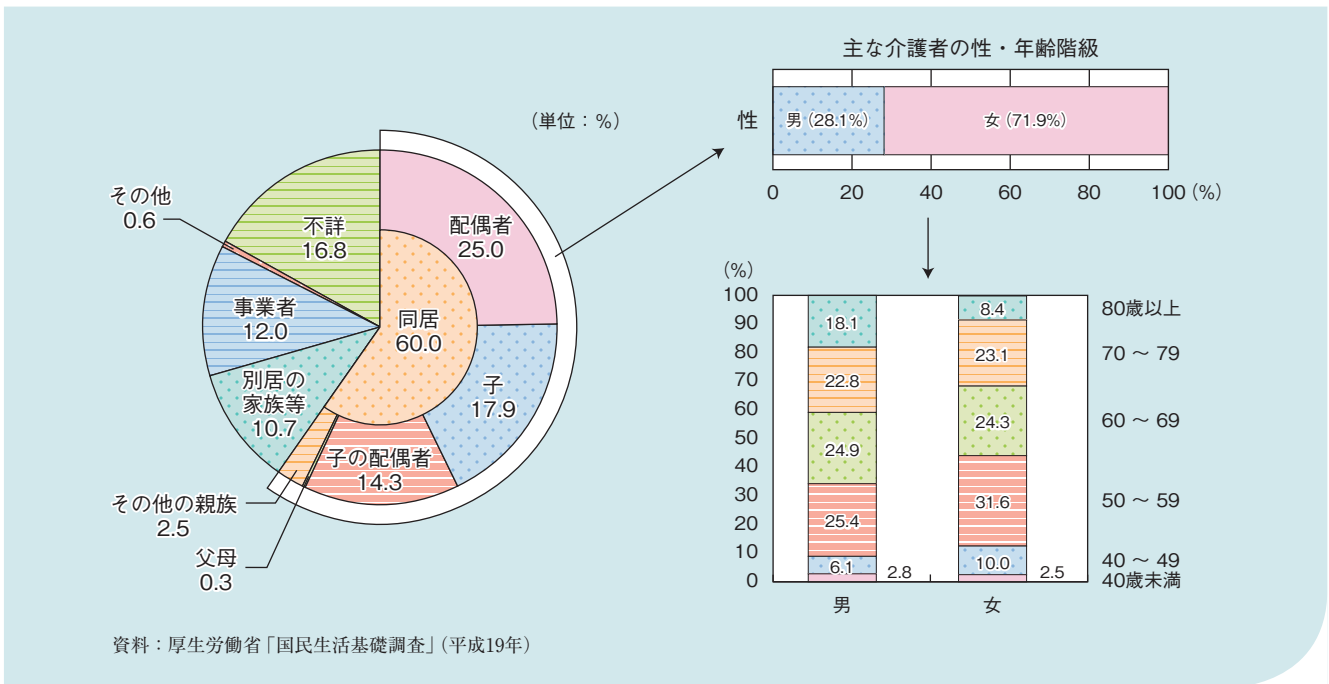 主な介護者の性・年齢階級
(単位:%)
性
男(28.1%)
女(71.9%)
0 20 40 60 80 100(%)
その他
0.6
不詳
16.8
配偶者
25.0
事業者
12.0
同居
60.0
別居の
家族等
10.7
子
17.9
子の配偶者
14.3
その他の親族
2.5
父母
0.3
(%)
100
90
80
70
60
50
40
30
20
10
0
18.1
22.8
24.9
25.4
6.1
2.8
男
8.4
23.1
24.3
31.6
10.0
2.5
女
80歳以上
70 ~ 79
60 ~ 69
50 ~ 59
40 ~ 49
40歳未満
資料:厚生労働省「国民生活基礎調査」(平成19年)